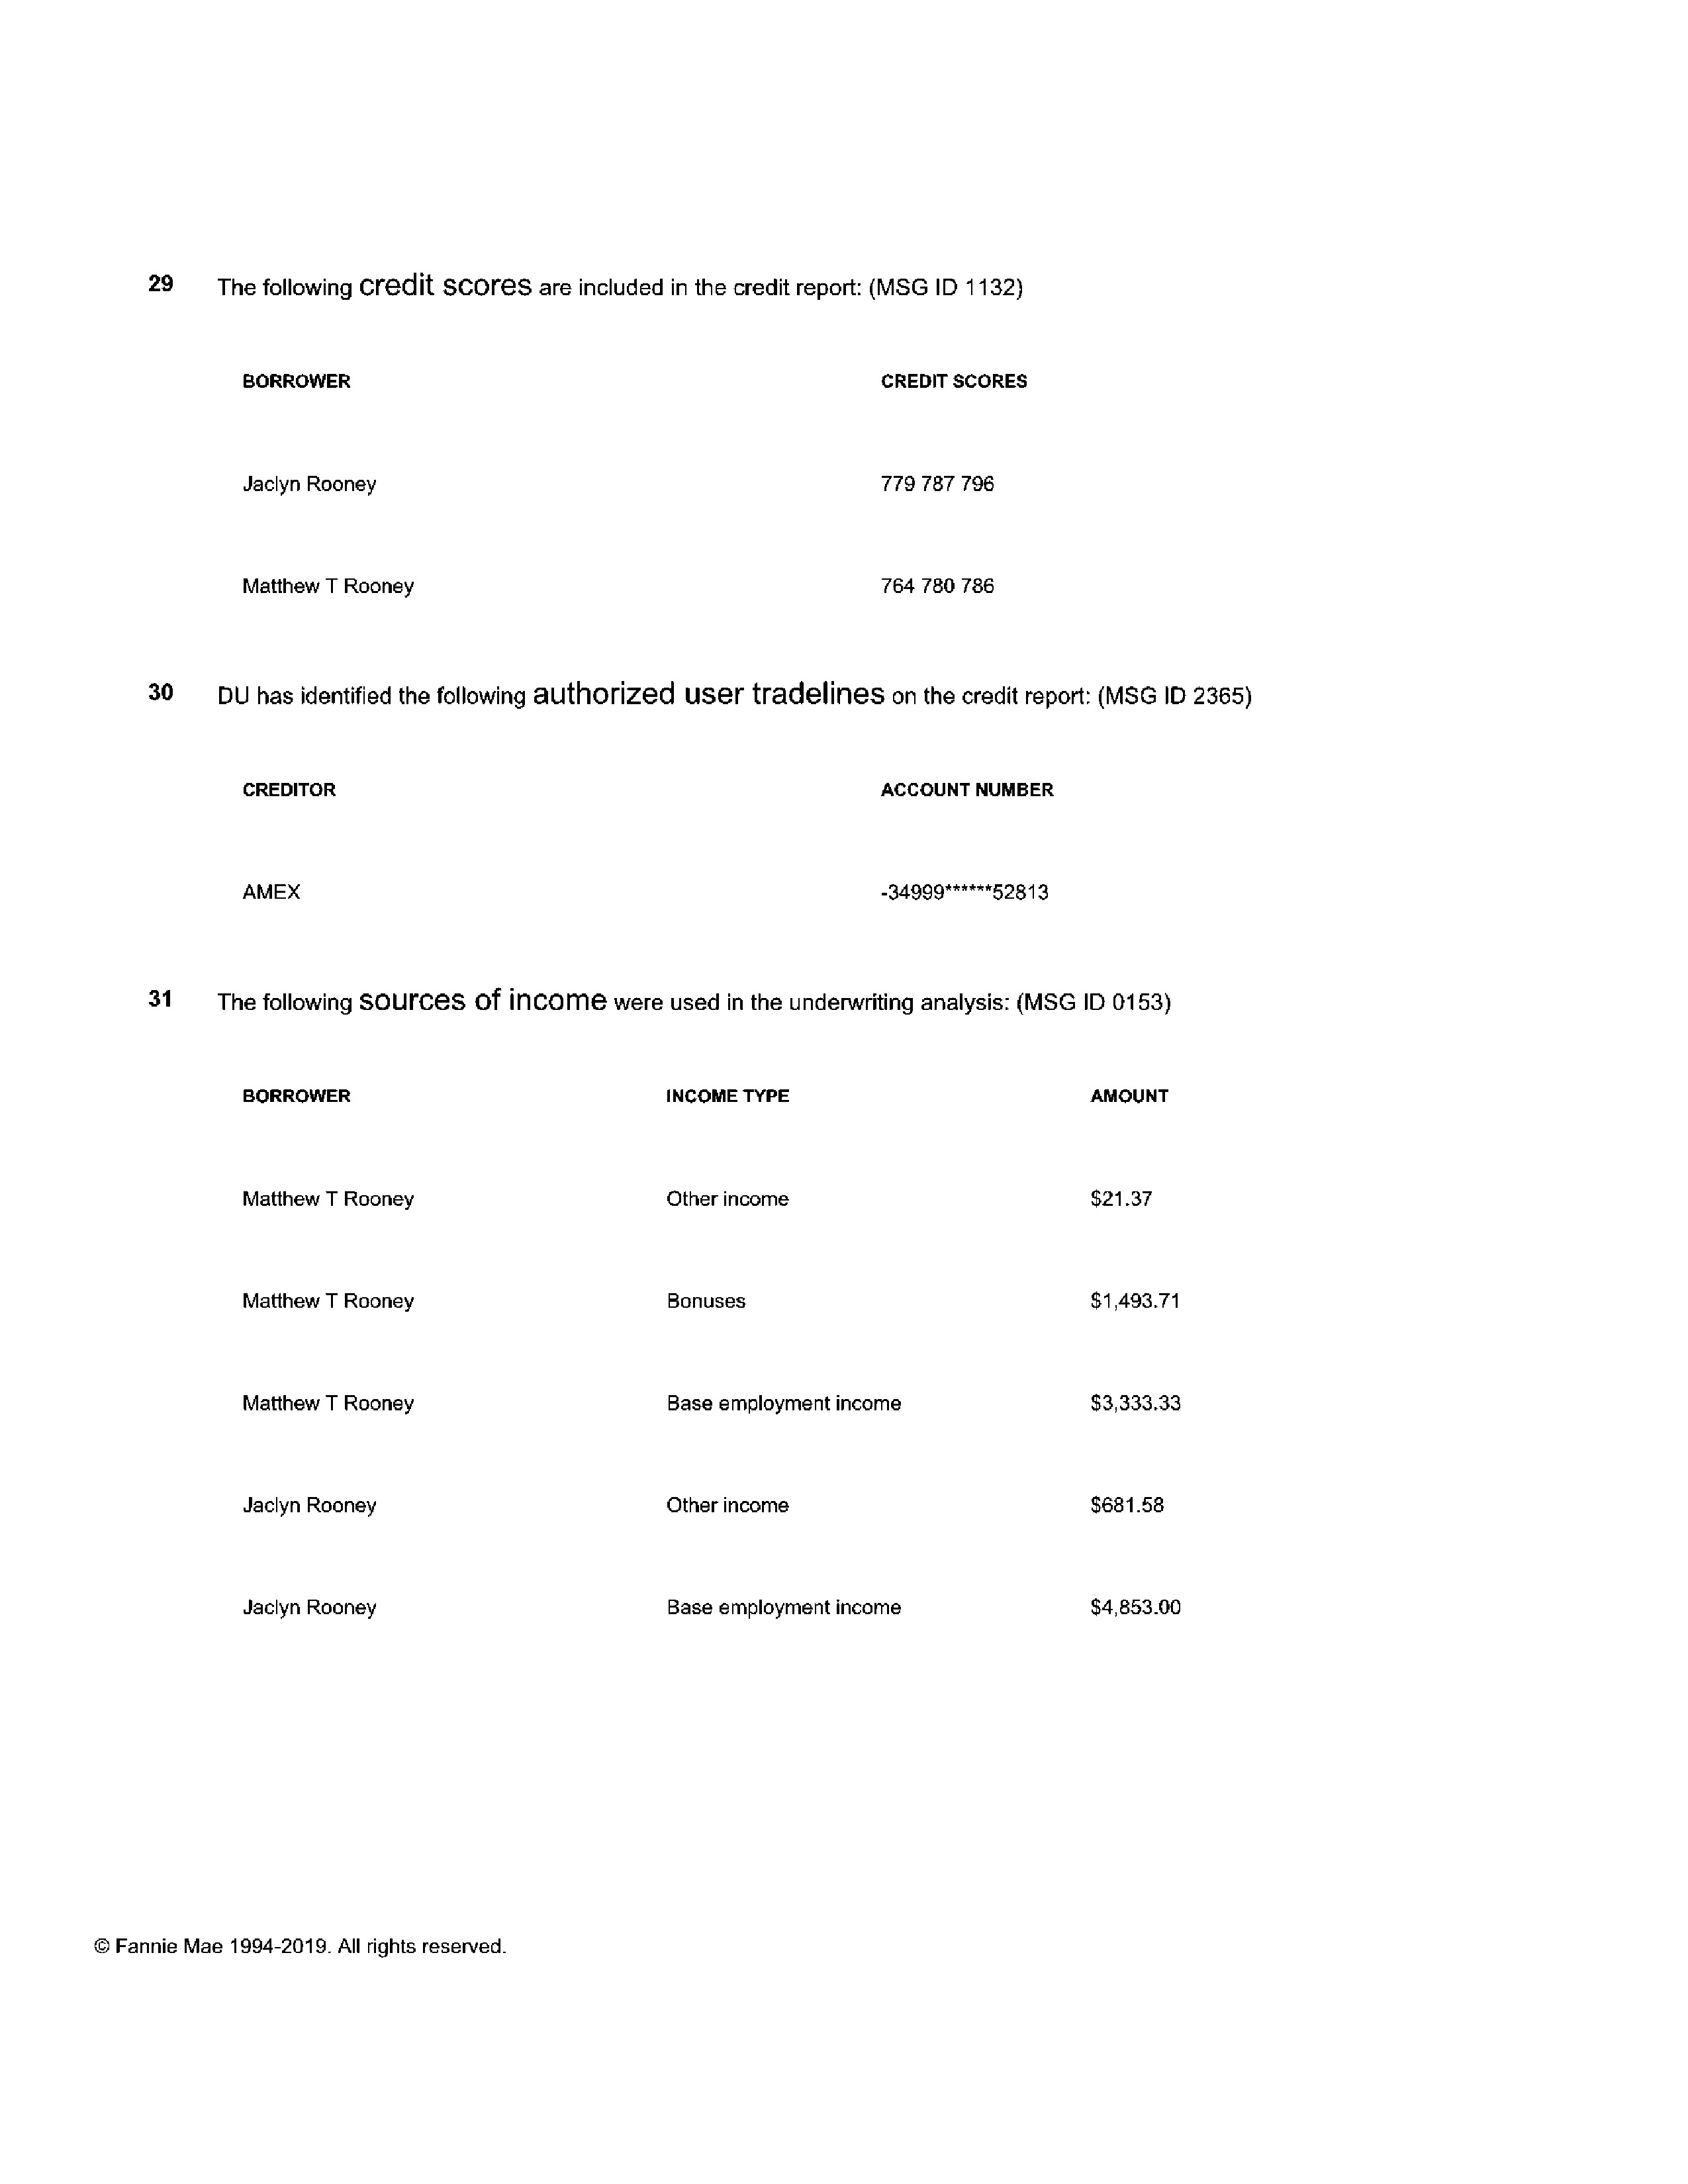 29 The following credit scores are included in the credit report: (MSG ID 1132)
BORROWER CREDIT SCORES
Jaclyn Rooney 779 787 796
Matthew T Rooney 764 780 786
30 DU has identified the following authorized user tradelines on the credit report: (MSG ID 2365)
CREDITOR ACCOUNT NUMBER
AMEX -34999******52813
31 The following sources of income were used in the underwriting analysis: (MSG ID 0153)
BORROWER INCOME TYPE AMOUNT
Matthew T Rooney Other income $21.37
Matthew T Rooney Bonuses $1,493.71
Matthew T Rooney Base employment income $3,333.33
Jaclyn Rooney Other income $681.58
Jaclyn Rooney Base employment income $4,853.00
© Fannie Mae 1994-2019. All rights reserved.